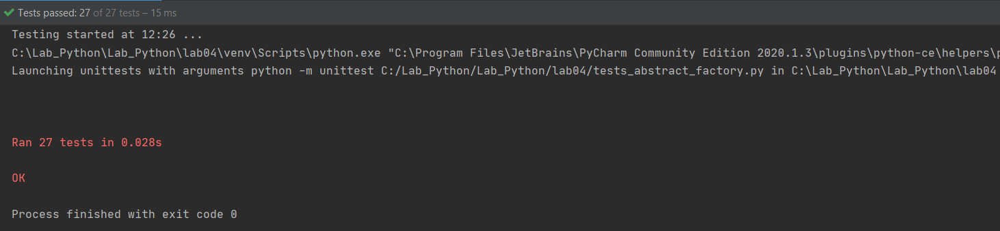 Tests passed: 27 of 27 tests – 15 ms
Testing started at 12:26 ...
C:\Lab_Python\Lab_Python\lab04\venv\Scripts\python.exe "C:\Program Files\JetBrains\PyCharm Community Edition 2020.1.3\plugins\python-ce\helpers\p
Launching unittests with arguments python -m unittest C:/Lab_Python/Lab_Python/lab04/tests_abstract_factory.py in C:\Lab_Python\Lab_Python\lab04
Ran 27 tests in 0.028s
OK
Process finished with exit code 0